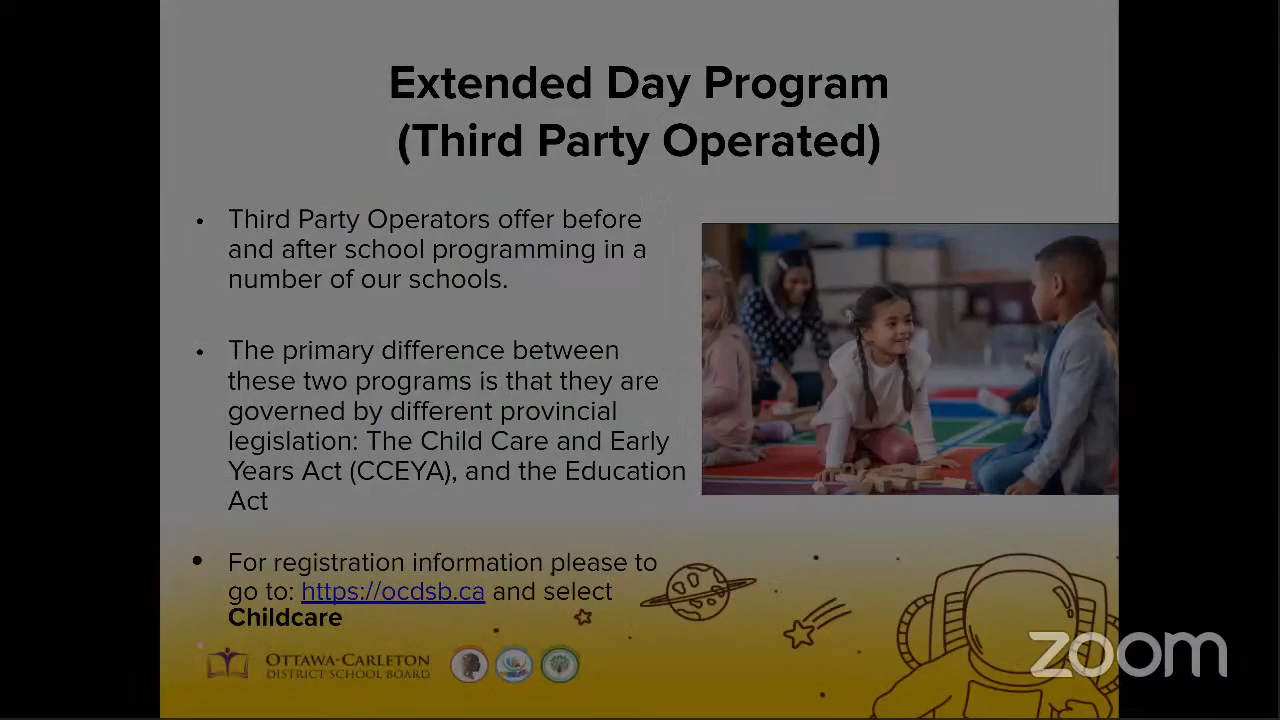 Extended Day Program
(Third Party Operated)
• Third Party Operators offer before
and after school programming in a
number of our schools.
• The primary difference between
these two programs is that they are
governed by different provincial
legislation: The Child Care and Early
Years Act (CCEYA), and the Education
Act
• For registration information please to
go to: https://ocdsb.ca and select
Childcare
OTTAWA-CARLETON
DISTRICT SCHOOL BOARD
zoom